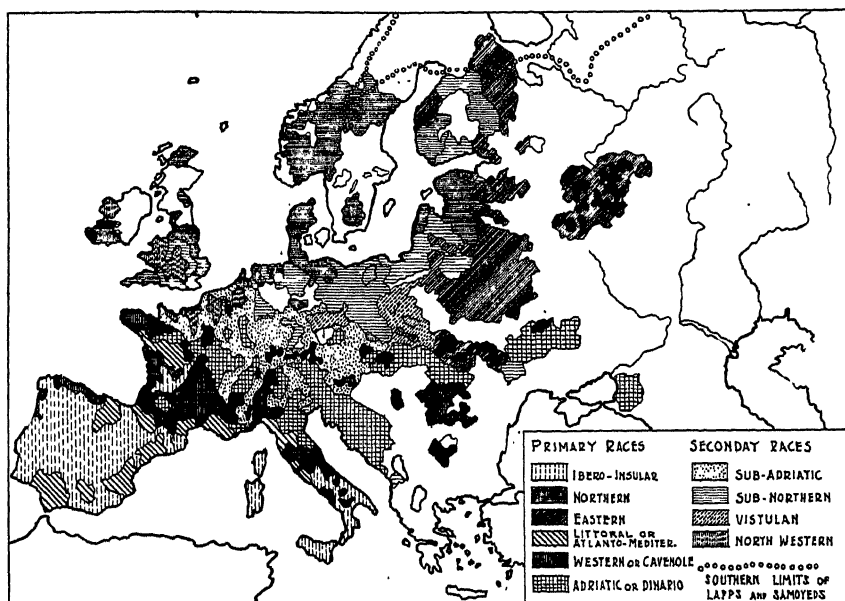 PRIMARY RACES
IBERO-INSULAR
NORTHERN
EASTERN
LITTORAL OR
ATLANTO-MEDITER.
WESTERN OR CAVENOLE
ADRIATIC OR DINARIO
SECONDAY RACES
SUB-ADRIATIC
SUB-NORTHERN
VISTULAN
NORTH WESTERN
SOUTHERN LIMITS OF
LAPPS AND SAMOYEDS